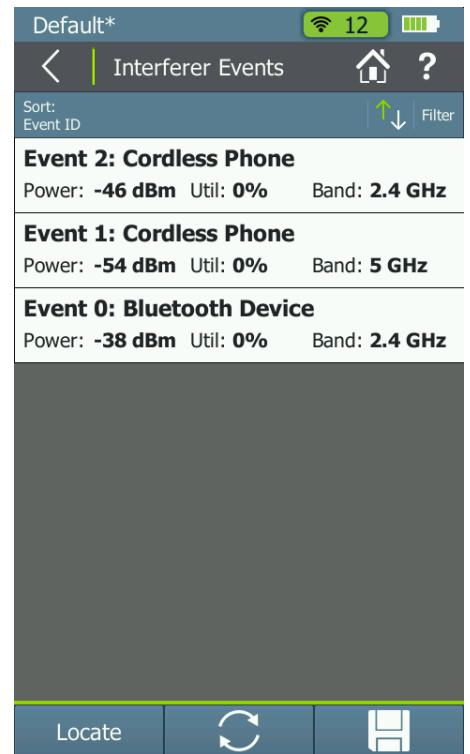 Default* 12
Interferer Events ?
Sort:
Event ID
Filter
Event 2: Cordless Phone
Power: -46 dBm Util: 0% Band: 2.4 GHz
Event 1: Cordless Phone
Power: -54 dBm Util: 0% Band: 5 GHz
Event 0: Bluetooth Device
Power: -38 dBm Util: 0% Band: 2.4 GHz
Locate